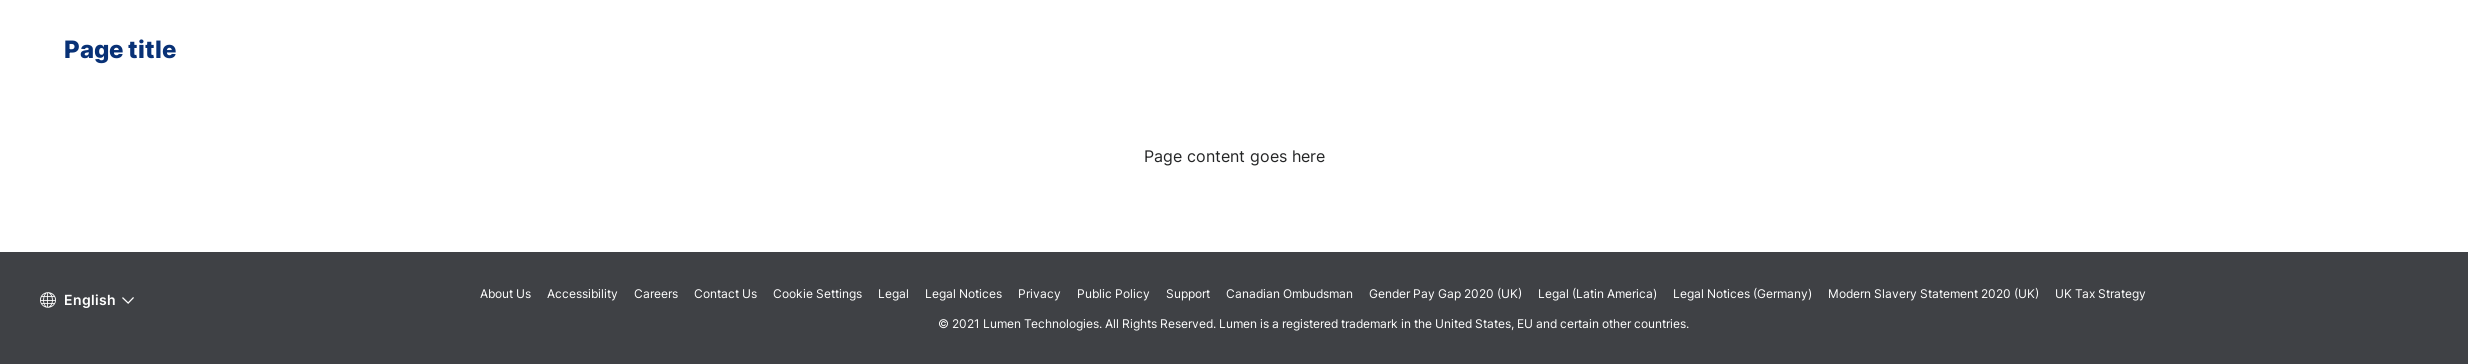 Page title
Page content goes here
English
About Us Accessibility Careers Contact Us Cookie Settings Legal Legal Notices Privacy Public Policy Support Canadian Ombudsman Gender Pay Gap 2020 (UK) Legal (Latin America) Legal Notices (Germany) Modern Slavery Statement 2020 (UK) UK Tax Strategy
© 2021 Lumen Technologies. All Rights Reserved. Lumen is a registered trademark in the United States, EU and certain other countries.